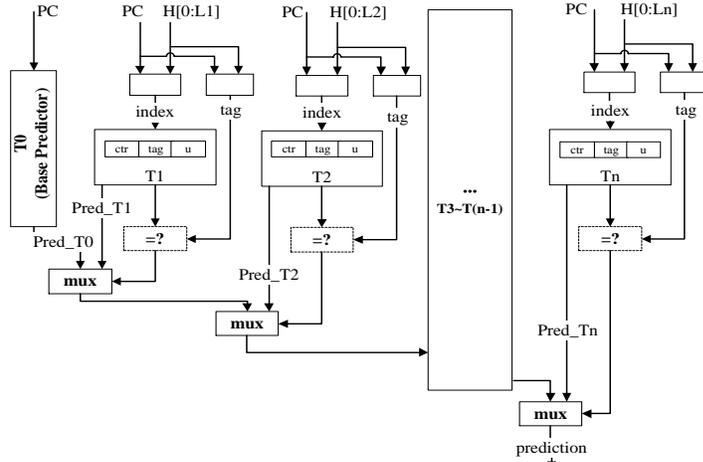 PC
PC
H[0:L1]
PC
H[0:L2]
PC
H[0:Ln]
T0
(Base Predictor)
index
tag
index
tag
index
tag
ctr
tag
u
T1
ctr
tag
u
T2
...
T3~T(n-1)
ctr
tag
u
Tn
Pred_T1
Pred_T0
=?
=?
=?
mux
Pred_T2
mux
Pred_Tn
mux
prediction